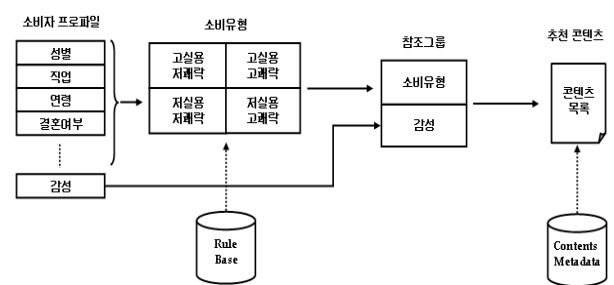 소비자 프로파일
성별
직업
연령
결혼여부
감성
소비유형
고실용
저쾌락
고실용
고쾌락
저실용
저쾌락
저실용
고쾌락
Rule
Base
참조그룹
소비유형
감성
추천 콘텐츠
콘텐츠
목록
Contents
Metadata